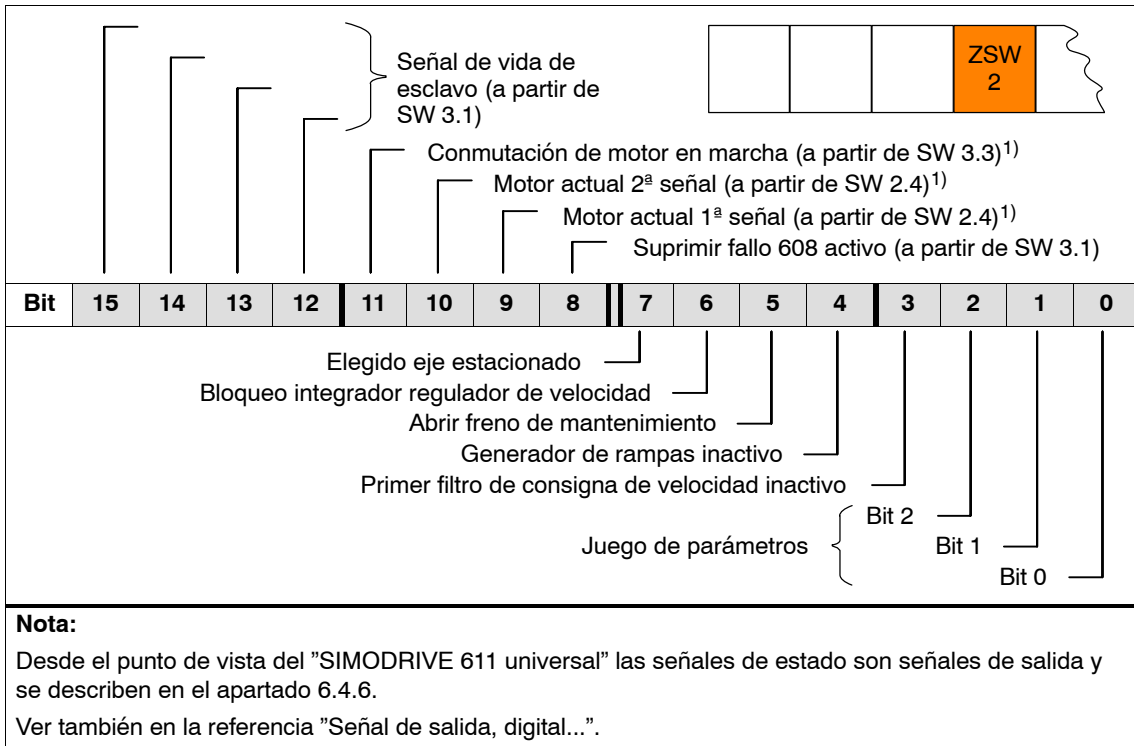 Señal de vida de
esclavo (a partir de
SW 3.1)
ZSW
2
Conmutación de motor en marcha (a partir de SW 3.3)1)
Motor actual 2ª señal (a partir de SW 2.4)1)
Motor actual 1ª señal (a partir de SW 2.4)1)
Suprimir fallo 608 activo (a partir de SW 3.1)
Bit 15 14 13 12 11 10 9 8 7 6 5 4 3 2 1 0
Elegido eje estacionado
Bloqueo integrador regulador de velocidad
Abrir freno de mantenimiento
Generador de rampas inactivo
Primer filtro de consigna de velocidad inactivo
Bit 2
Juego de parámetros
Bit 1
Bit 0
Nota:
Desde el punto de vista del ”SIMODRIVE 611 universal” las señales de estado son señales de salida y
se describen en el apartado 6.4.6.
Ver también en la referencia ”Señal de salida, digital...”.